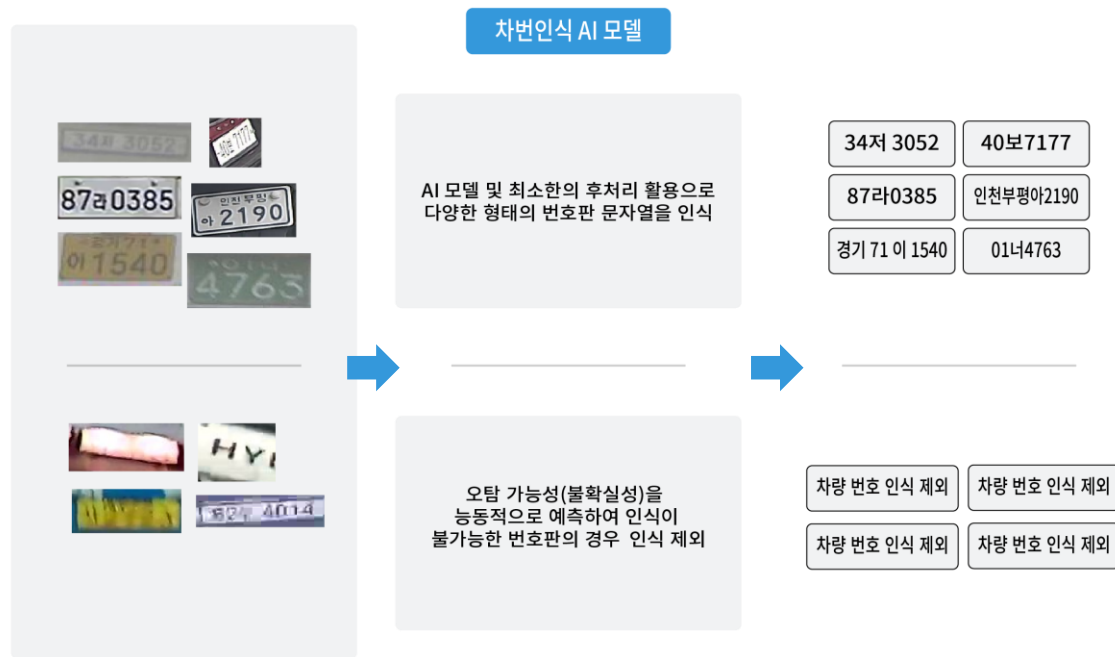 차번인식 AI 모델
34저 3052
40보7177
87라0385
인천부평
아 2190
경기71
이1540
4763
AI 모델 및 최소한의 후처리 활용으로
다양한 형태의 번호판 문자열을 인식
34저 3052
40보7177
87라0385
인천부평아2190
경기 71 이 1540
01너4763
HY
4014
오탐 가능성(불확실성)을
능동적으로 예측하여 인식이
불가능한 번호판의 경우 인식 제외
차량 번호 인식 제외
차량 번호 인식 제외
차량 번호 인식 제외
차량 번호 인식 제외